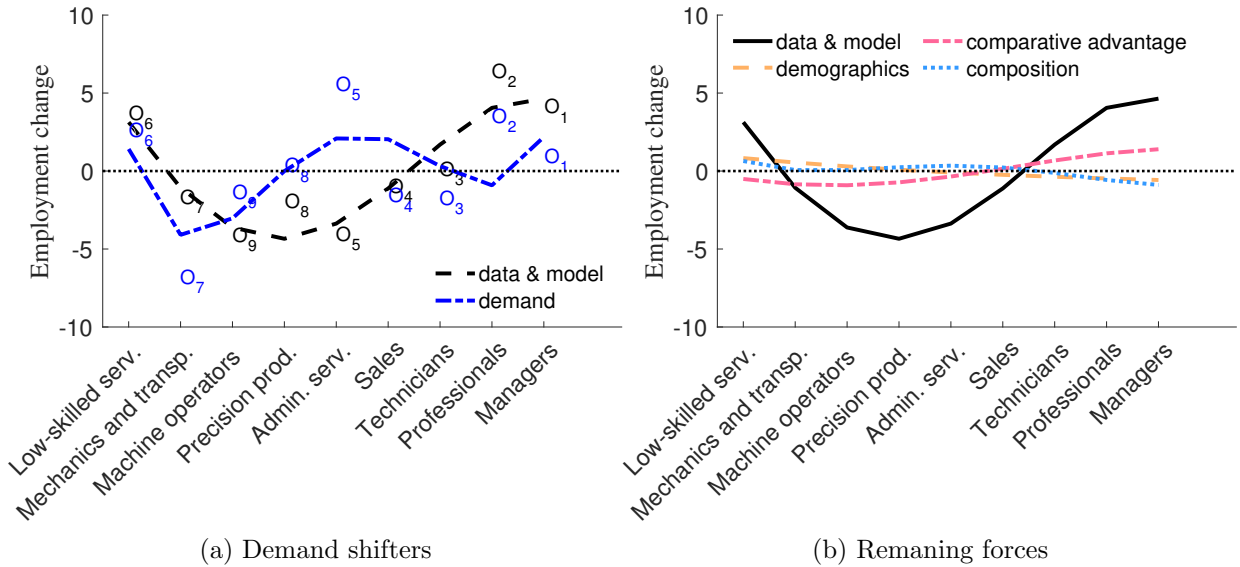 10
5
0
-5
-10
Employment change
O6
O6
O7
O7
O9
O9
O8
O8
O5
O5
O4
O4
O3
O3
O2
O2
O1
O1
data & model
demand
Low-skilled serv.
Mechanics and transp.
Machine operators
Precision prod.
Admin. serv.
Sales
Technicians
Professionals
Managers
(a) Demand shifters
10
5
0
-5
-10
Employment change
data & model
comparative advantage
demographics
composition
Low-skilled serv.
Mechanics and transp.
Machine operators
Precision prod.
Admin. serv.
Sales
Technicians
Professionals
Managers
(b) Remaning forces